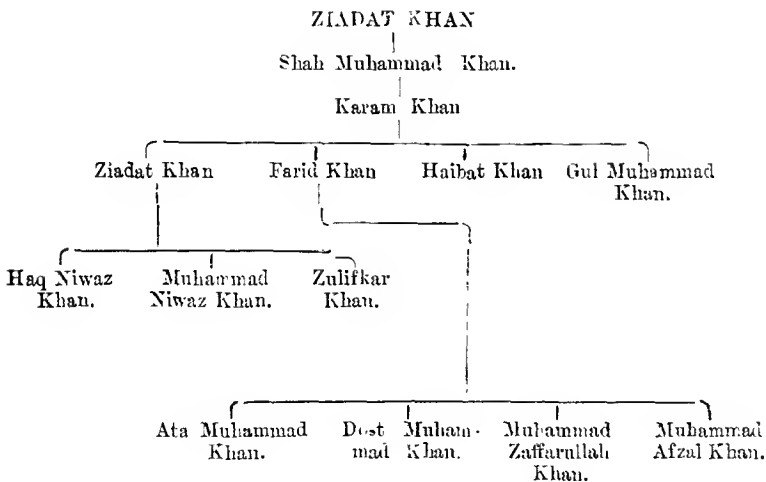 ZIADAT KHAN
Shah Muhammad Khan.
Karam Khan
Ziadat Khan Farid Khan Haibat Khan Gul Muhammad
Khan.
Haq Niwaz Muhammad Zulifkar
Khan. Niwaz Khan. Khan.
Ata Muhammad Dost Muham- Muhammad Muhammad
Khan. mad Khan. Zaffarullah Afzal Khan.
Khan.